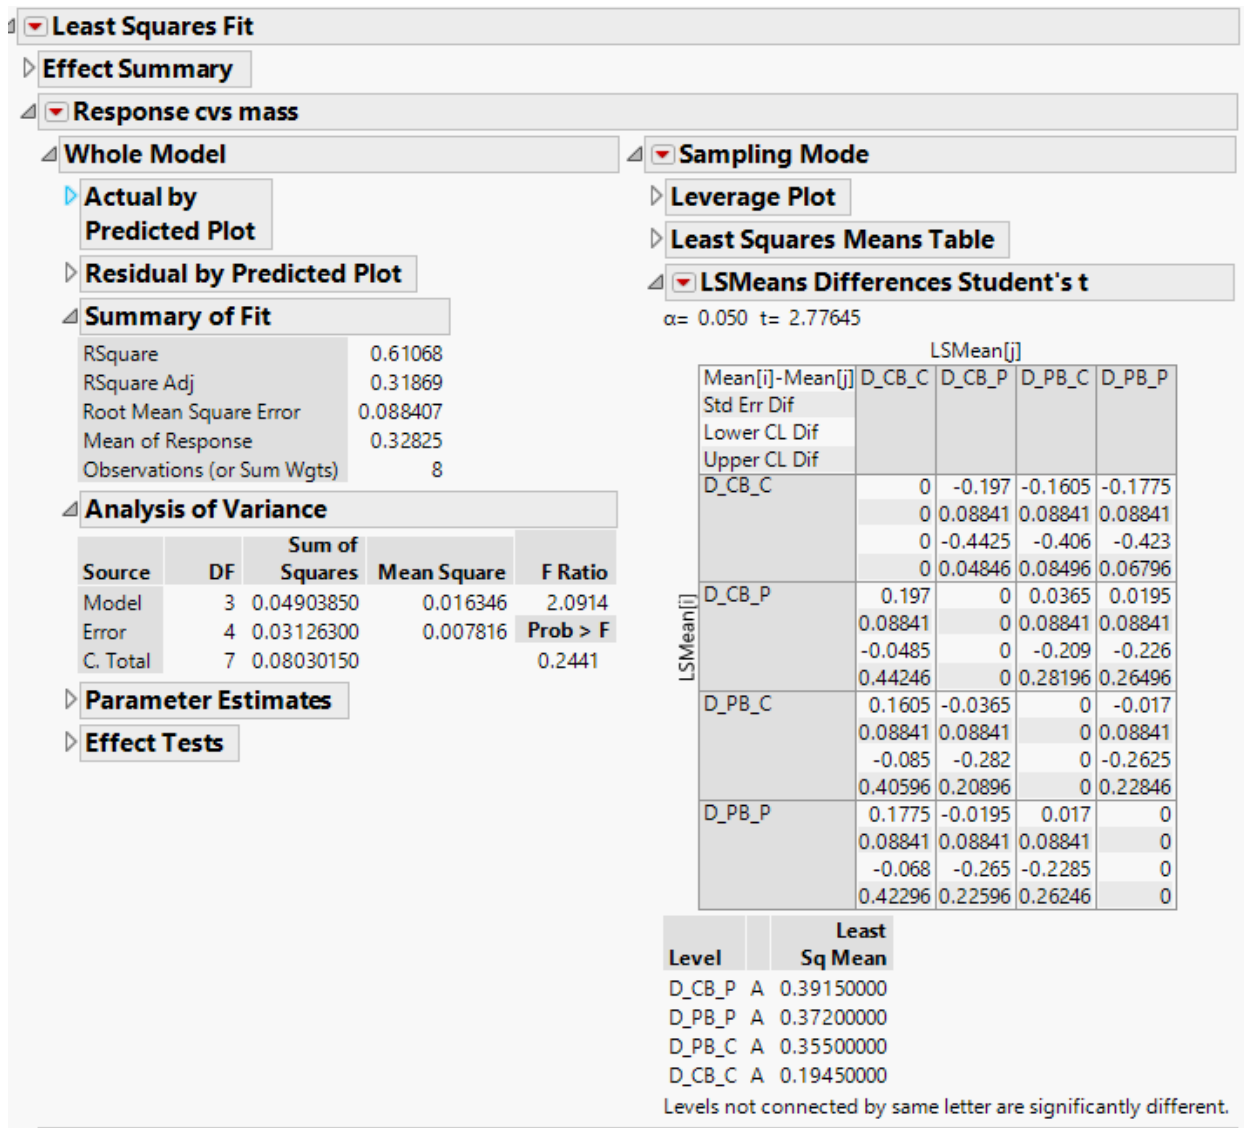 Least Squares Fit
Effect Summary
Response cvs mass
Whole Model
Actual by
Predicted Plot
Residual by Predicted Plot
Summary of Fit
RSquare 0.61068
RSquare Adj 0.31869
Root Mean Square Error 0.088407
Mean of Response 0.32825
Observations (or Sum Wgts) 8
Analysis of Variance
Sum of
Source DF Squares Mean Square F Ratio
Model 3 0.04903850 0.016346 2.0914
Error 4 0.03126300 0.007816 Prob > F
C. Total 7 0.08030150 0.2441
Parameter Estimates
Effect Tests
Sampling Mode
Leverage Plot
Least Squares Means Table
LSMeans Differences Student's t
α= 0.050 t= 2.77645
LSMean[j]
Mean[i]-Mean[j] D_CB_C D_CB_P D_PB_C D_PB_P
Std Err Dif
Lower CL Dif
Upper CL Dif
LSMean[i]
D_CB_C 0 -0.197 -0.1605 -0.1775
0 0.08841 0.08841 0.08841
0 -0.4425 -0.406 -0.423
0 0.04846 0.08496 0.06796
D_CB_P 0.197 0 0.0365 0.0195
0.08841 0 0.08841 0.08841
-0.0485 0 -0.209 -0.226
0.44246 0 0.28196 0.26496
D_PB_C 0.1605 -0.0365 0 -0.017
0.08841 0.08841 0 0.08841
-0.085 -0.282 0 -0.2625
0.40596 0.20896 0 0.22846
D_PB_P 0.1775 -0.0195 0.017 0
0.08841 0.08841 0.08841 0
-0.068 -0.265 -0.2285 0
0.42296 0.22596 0.26246 0
Least
Level Sq Mean
D_CB_P A 0.39150000
D_PB_P A 0.37200000
D_PB_C A 0.35500000
D_CB_C A 0.19450000
Levels not connected by same letter are significantly different.